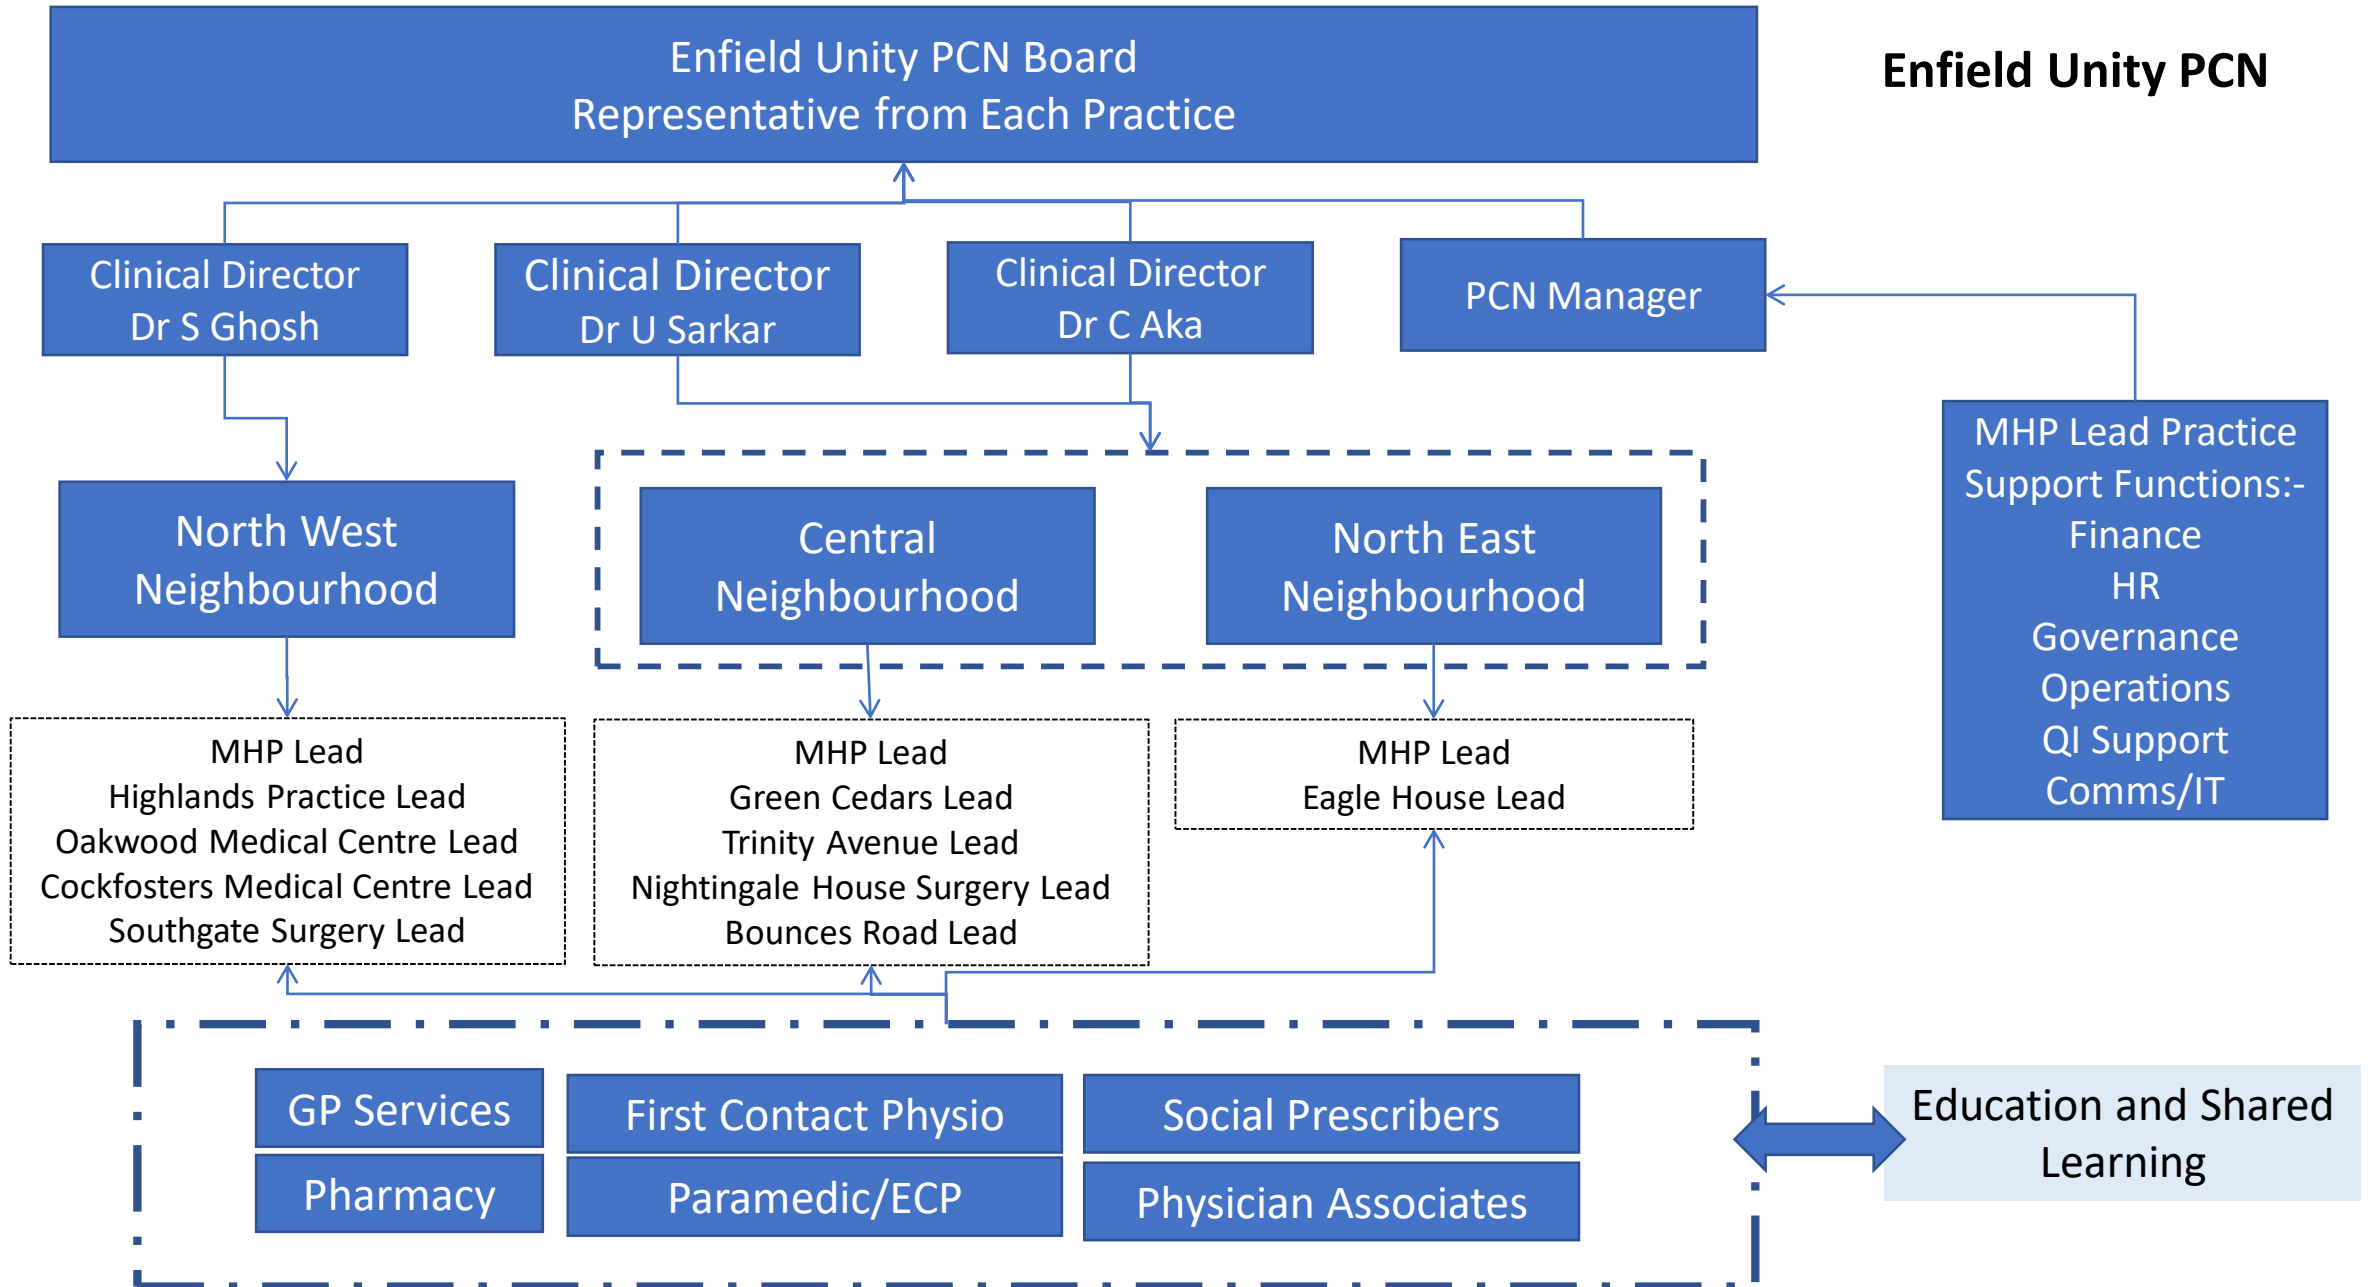 Enfield Unity PCN Board
Representative from Each Practice
Enfield Unity PCN
Clinical Director
Dr S Ghosh
Clinical Director
Dr U Sarkar
Clinical Director
Dr C Aka
PCN Manager
MHP Lead Practice
Support Functions:-
Finance
HR
Governance
Operations
QI Support
Comms/IT
North West
Neighbourhood
Central
Neighbourhood
North East
Neighbourhood
MHP Lead
Highlands Practice Lead
Oakwood Medical Centre Lead
Cockfosters Medical Centre Lead
Southgate Surgery Lead
MHP Lead
Green Cedars Lead
Trinity Avenue Lead
Nightingale House Surgery Lead
Bounces Road Lead
MHP Lead
Eagle House Lead
GP Services
First Contact Physio
Social Prescribers
Pharmacy
Paramedic/ECP
Physician Associates
Education and Shared
Learning